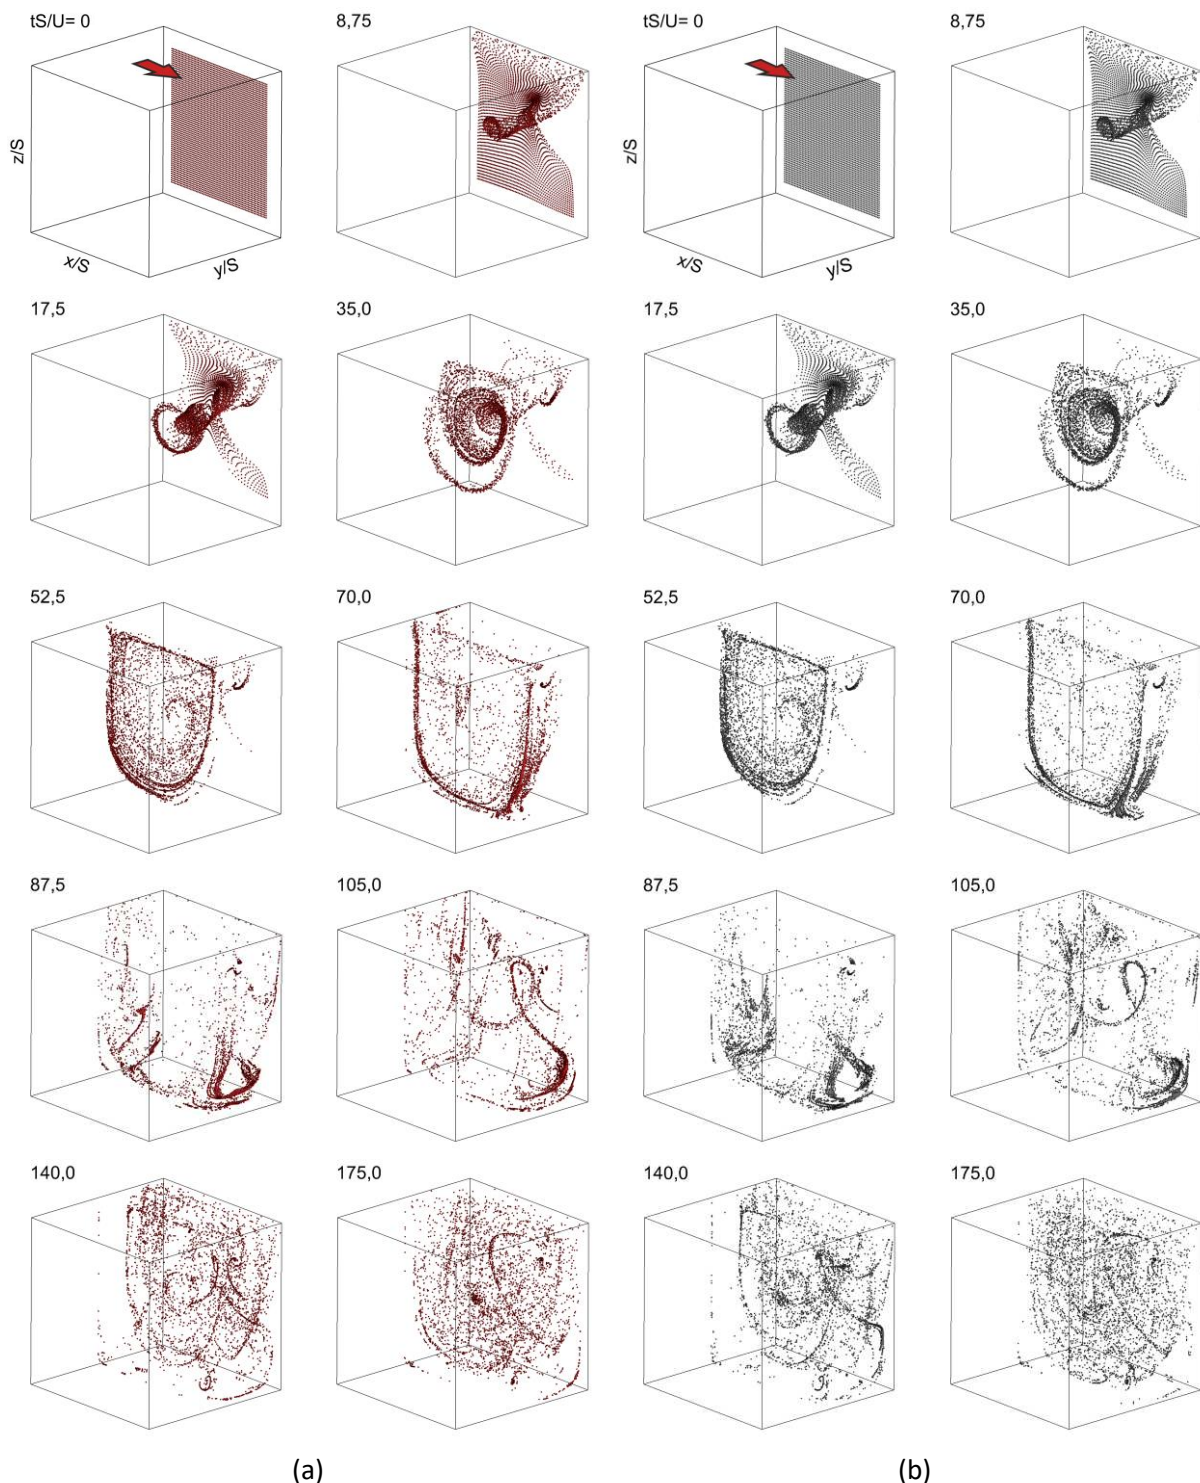 tS/U= 0 8,75 tS/U= 0 8,75
z/S z/S
x/S y/S x/S y/S
17,5 35,0 17,5 35,0
52,5 70,0 52,5 70,0
87,5 105,0 87,5 105,0
140,0 175,0 140,0 175,0
(a) (b)